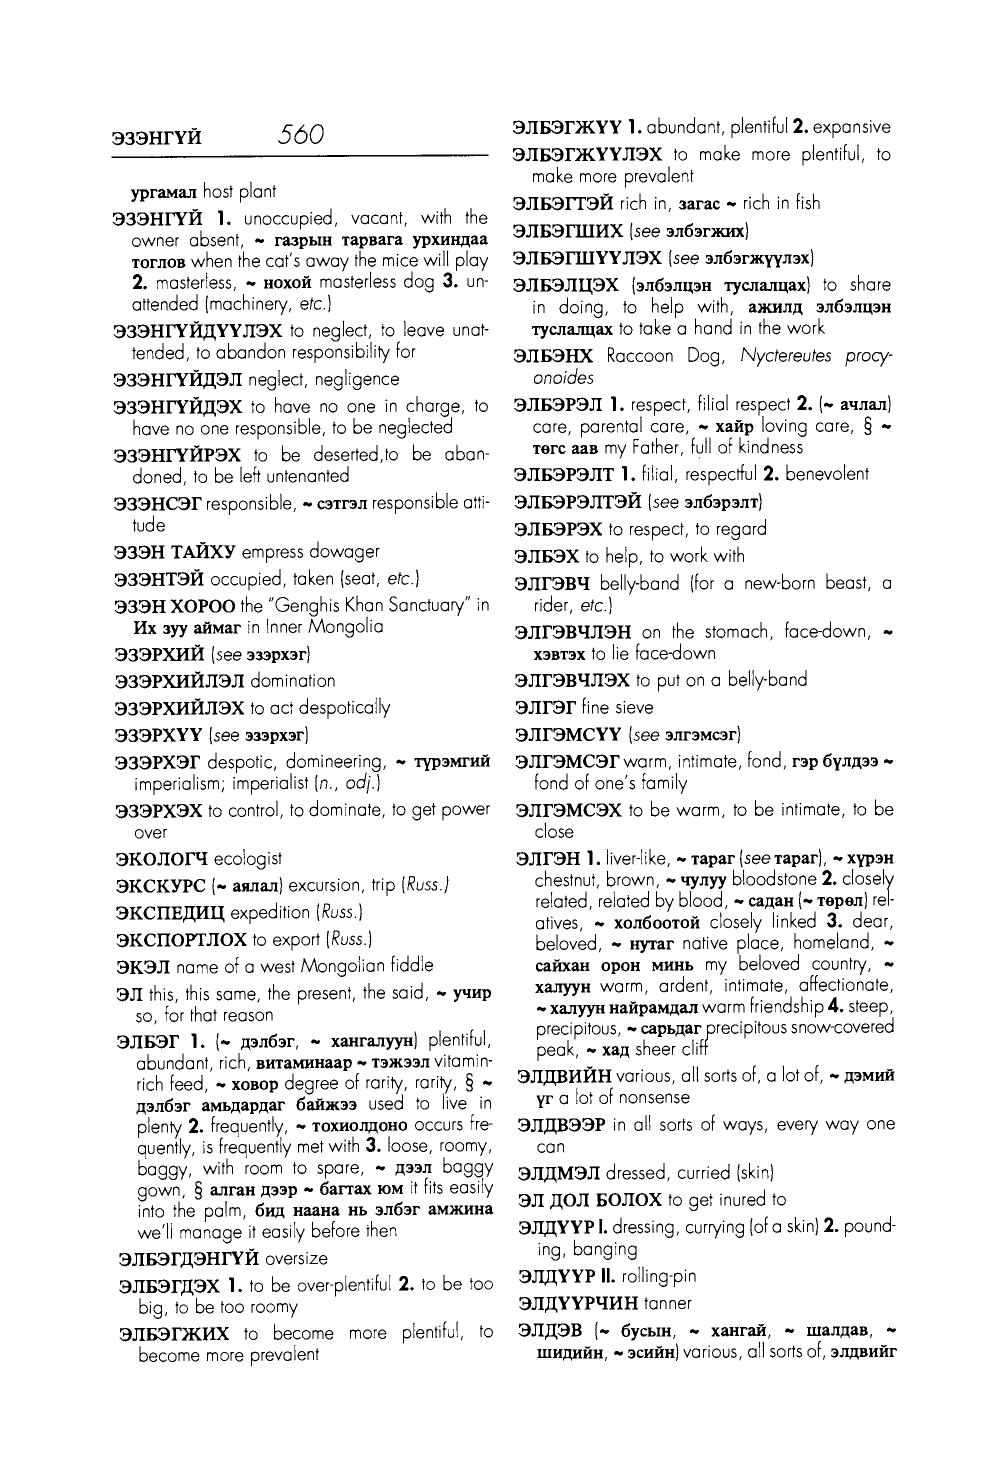 ЭЗЭНГҮЙ 560
ургамал host plant
ЭЗЭНГҮЙ 1. unoccupied, vacant, with the
owner absent, ~ газрын тарвага урхиндаа
тоглов when the cat's away the mice will play
2. masterless, ~ нохой masterless dog 3. un-
attended (machinery, etc.)
ЭЗЭНГҮЙДҮҮЛЭХ to neglect, to leave unat-
tended, to abandon responsibility for
ЭЗЭНГҮЙДЭЛ neglect, negligence
ЭЗЭНГҮЙДЭХ to have no one in charge, to
have no one responsible, to be neglected
ЭЗЭНГҮЙРЭХ to be deserted,to be aban-
doned, to be left untenanted
ЭЗЭНСЭГ responsible, ~ сэтгэл responsible atti-
tude
ЭЗЭН ТАЙХУ empress dowager
ЭЗЭНТЭЙ occupied, taken (seat, etc.)
ЭЗЭН ХОРОО the "Genghis Khan Sanctuary" in
Их зуу аймаг in Inner Mongolia
ЭЗЭРХИЙ (see эзэрхэг)
ЭЗЭРХИЙЛЭЛ domination
ЭЗЭРХИЙЛЭХ to act despotically
ЭЗЭРХҮҮ (see эзэрхэг)
ЭЗЭРХЭГ despotic, domineering, ~ түрэмгий
imperialism; imperialist (n., odj.)
ЭЗЭРХЭХ to control, to dominate, to get power
over
ЭКОЛОГЧ ecologist
ЭКСКУРС (~ аялал) excursion, trip (Russ.)
ЭКСПЕДИЦ expedition (Russ.)
ЭКСПОРТЛОХ to export (Russ.)
ЭКЭЛ name of a west Mongolian fiddle
ЭЛ this, this same, the present, the said, ~ учир
so, for that reason
ЭЛБЭГ 1. (~ дэлбэг, ~ хангалуун) plentiful,
abundant, rich, витаминаар ~ тэжээл vitamin-
rich feed, ~ ховор degree of rarity, rarity, § ~
дэлбэг амьдардаг байжээ used to live in
plenty 2. frequently, ~ тохиолдоно occurs fre-
quently, is frequently met with 3. loose, roomy,
baggy, with room to spare, ~ дээл baggy
gown, § алган дээр ~ багтах юм it fits easily
into the palm, бид наана нь элбэг амжина
we'll manage it easily before then
ЭЛБЭГДЭНГҮЙ oversize
ЭЛБЭГДЭХ 1. to be over-plentiful 2. to be too
big, to be too roomy
ЭЛБЭГЖИХ to become more plentiful, to
become more prevalent
ЭЛБЭГЖҮҮ 1. abundant, plentiful 2. expansive
ЭЛБЭГЖҮҮЛЭХ to make more plentiful, to
make more prevalent
ЭЛБЭГТЭЙ rich in, загас ~ rich in fish
ЭЛБЭГШИХ (see элбэгжих)
ЭЛБЭГШҮҮЛЭХ (see элбэгжүүлэх)
ЭЛБЭЛЦЭХ (элбэлцэн туслалцах) to share
in doing, to help with, ажилд элбэлцэн
туслалцах to take a hand in the work
ЭЛБЭНХ Raccoon Dog, Nyctereutes procy-
onoides
ЭЛБЭРЭЛ 1. respect, filial respect 2. (~ ачлал)
care, parental care, ~ хайр loving care, § ~
төгс аав my Father, full of kindness
ЭЛБЭРЭЛТ 1. filial, respectful 2. benevolent
ЭЛБЭРЭЛТЭЙ (see элбэрэлт)
ЭЛБЭРЭХ to respect, to regard
ЭЛБЭХ to help, to work with
ЭЛГЭВЧ belly-band (for a new-born beast, a
rider, etc.)
ЭЛГЭВЧЛЭН on the stomach, face-down, ~
хэвтэх to lie face-down
ЭЛГЭВЧЛЭХ to put on a belly-band
ЭЛГЭГ fine sieve
ЭЛГЭМСҮҮ (see элгэмсэг)
ЭЛГЭМСЭГ warm, intimate, fond, гэр бүлдээ ~
fond of one's family
ЭЛГЭМСЭХ to be warm, to be intimate, to be
close
ЭЛГЭН 1. liver-like, ~ тараг (see тараг), ~ хүрэн
chestnut, brown, ~ чулуу bloodstone 2. closely
related, related by blood, ~ садан (~ төрөл) rel-
atives, ~ холбоотой closely linked 3. dear,
beloved, ~ нутаг native place, homeland, ~
сайхан орон минь my beloved country, ~
халуун warm, ardent, intimate, affectionate,
~ халуун найрамдал warm friendship 4. steep,
precipitous, ~ сарьдаг precipitous snow-covered
peak, ~ хад sheer cliff
ЭЛДВИЙН various, all sorts of, a lot of, ~ дэмий
үг a lot of nonsense
ЭЛДВЭЭР in all sorts of ways, every way one
can
ЭЛДМЭЛ dressed, curried (skin)
ЭЛ ДОЛ БОЛОХ to get inured to
ЭЛДҮҮР I. dressing, currying (of a skin) 2. pound-
ing, banging
ЭЛДҮҮР II. rolling-pin
ЭЛДҮҮРЧИН tanner
ЭЛДЭВ (~ бусын, ~ хангай, ~ шалдав, ~
шидийн, ~ эсийн) various, all sorts of, элдвийг